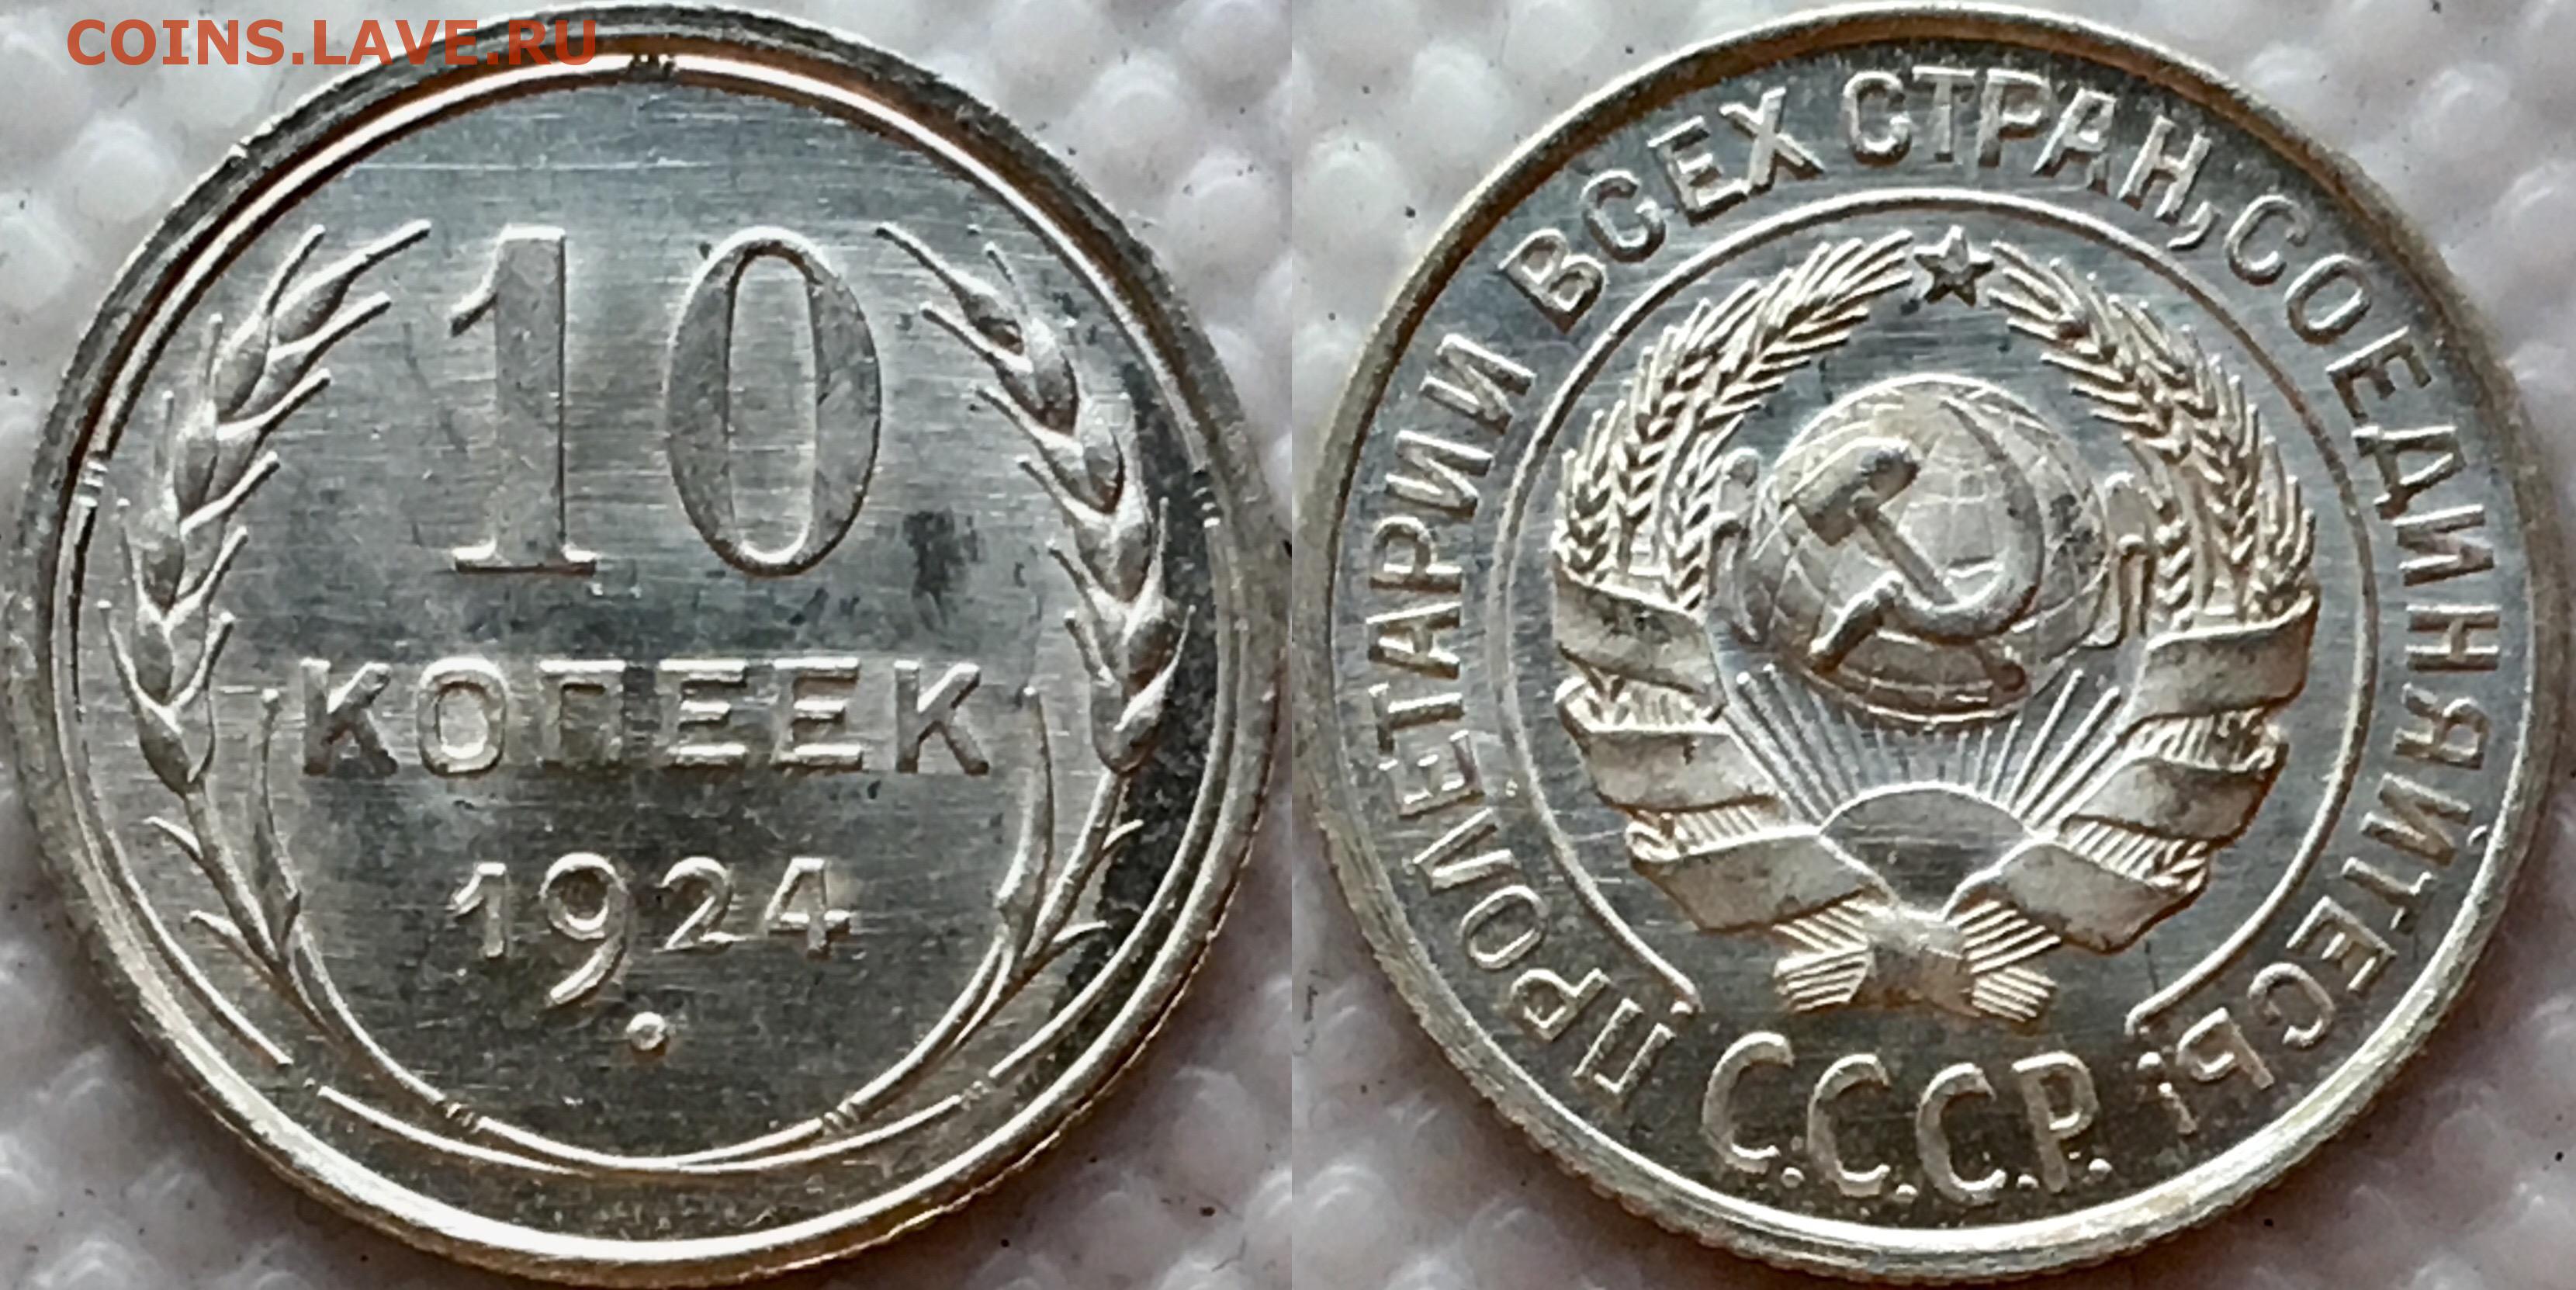 COINS.LAVE.RU
10
КОПЕЕК
1924
ПРОЛЕТАРИИ ВСЕХ СТРАН, СОЕДИНЯЙТЕСЬ!
С.С.С.Р.